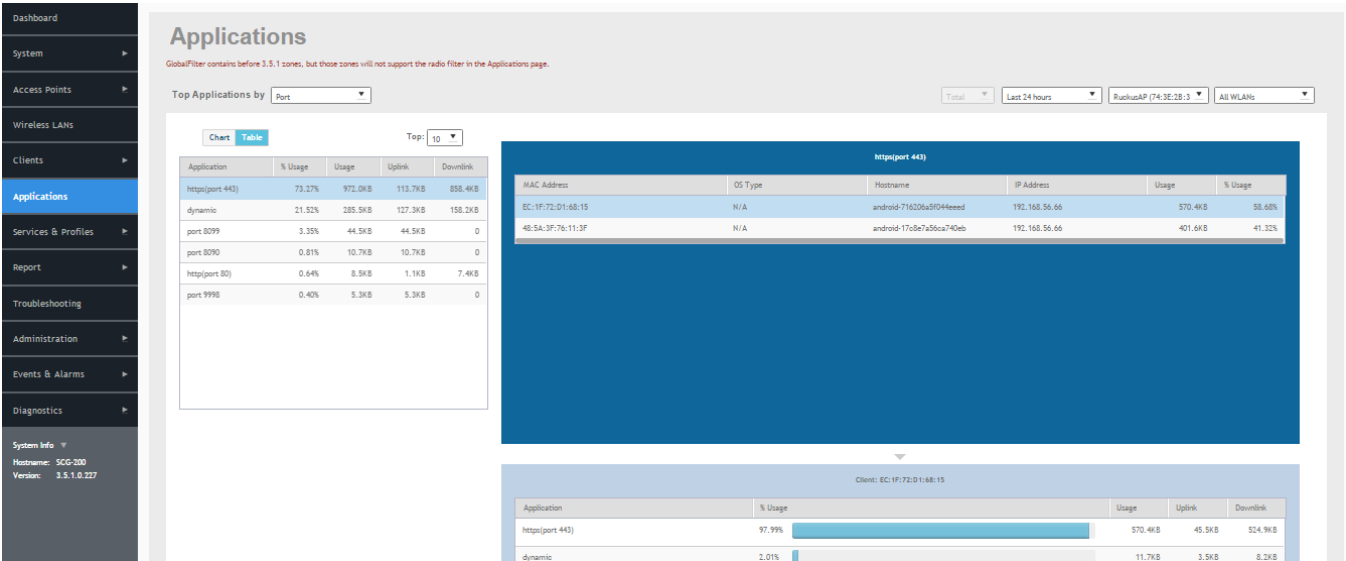 Dashboard
System
Access Points
Wireless LANs
Clients
Applications
Services & Profiles
Report
Troubleshooting
Administration
Events & Alarms
Diagnostics
System Info
Hostname: SCG-200
Version: 3.5.1.0.227
Applications
GlobalFilter contains before 3.5.1 zones, but those zones will not support the radio filter in the Applications page.
Top Applications by Port
Total Last 24 hours RuckusAP (74:3E:2B:3 All WLANs
Chart Table Top: 10
Application % Usage Usage Uplink Downlink
https(port 443) 73.27% 972.0KB 113.7KB 858.4KB
dynamic 21.52% 285.5KB 127.3KB 158.2KB
port 8099 3.35% 44.5KB 44.5KB 0
port 8090 0.81% 10.7KB 10.7KB 0
http(port 80) 0.64% 8.5KB 1.1KB 7.4KB
port 9998 0.40% 5.3KB 5.3KB 0
https(port 443)
MAC Address OS Type Hostname IP Address Usage % Usage
EC:1F:72:D1:68:15 N/A android-716206a5f044eeed 192.168.56.66 570.4KB 58.68%
48:5A:3F:76:11:3F N/A android-17c8e7a56ca740eb 192.168.56.66 401.6KB 41.32%
Client: EC:1F:72:D1:68:15
Application % Usage Usage Uplink Downlink
https(port 443) 97.99% 570.4KB 45.5KB 524.9KB
dynamic 2.01% 11.7KB 3.5KB 8.2KB